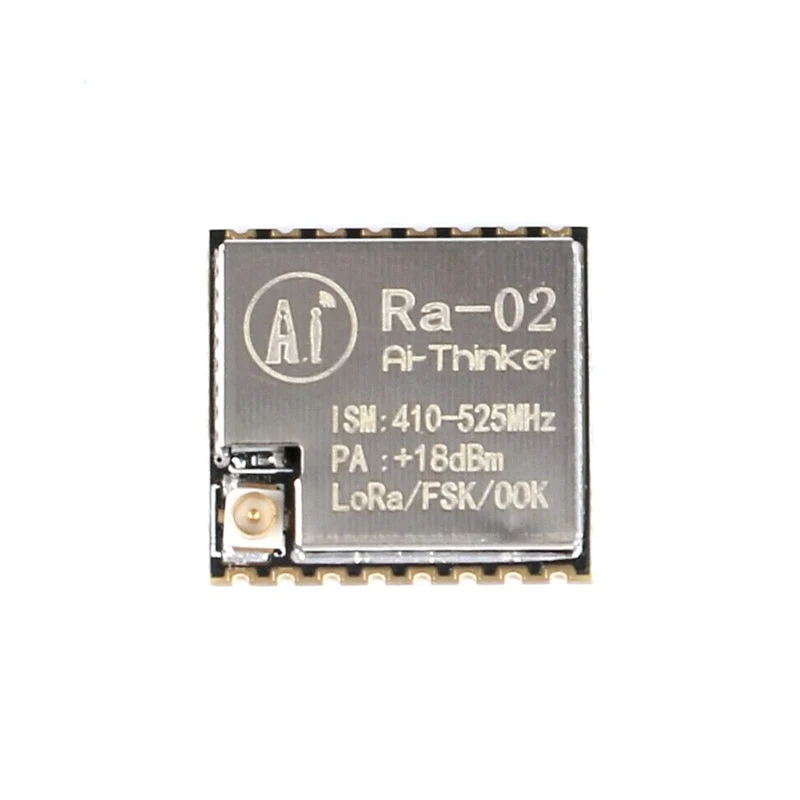 Ai
Ra-02
Ai-Thinker
ISM:410-525MHz
PA :+18dBm
LoRa/FSK/OOK